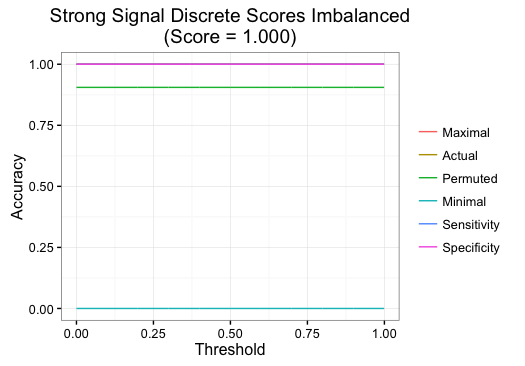 Strong Signal Discrete Scores Imbalanced
(Score = 1.000)
1.00
0.75
0.50
0.25
0.00
Accuracy
0.00 0.25 0.50 0.75 1.00
Threshold
Maximal
Actual
Permuted
Minimal
Sensitivity
Specificity